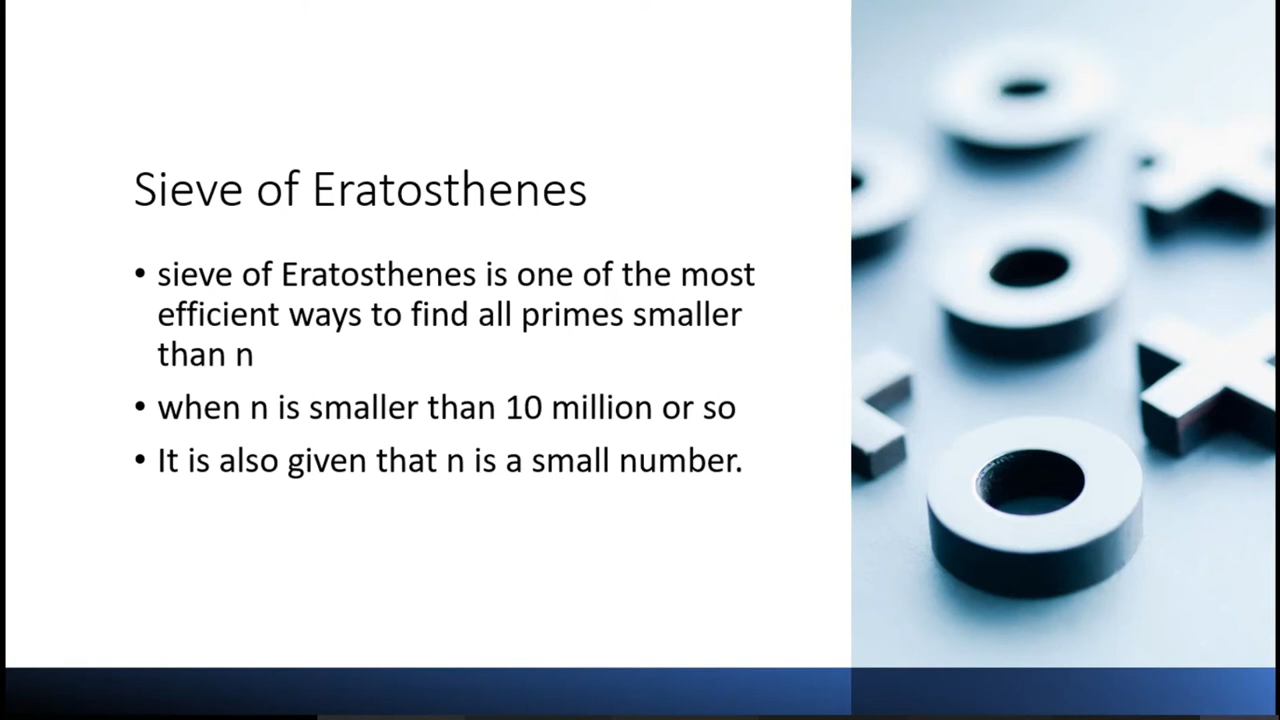 Sieve of Eratosthenes
• sieve of Eratosthenes is one of the most
efficient ways to find all primes smaller
than n
• when n is smaller than 10 million or so
• It is also given that n is a small number.